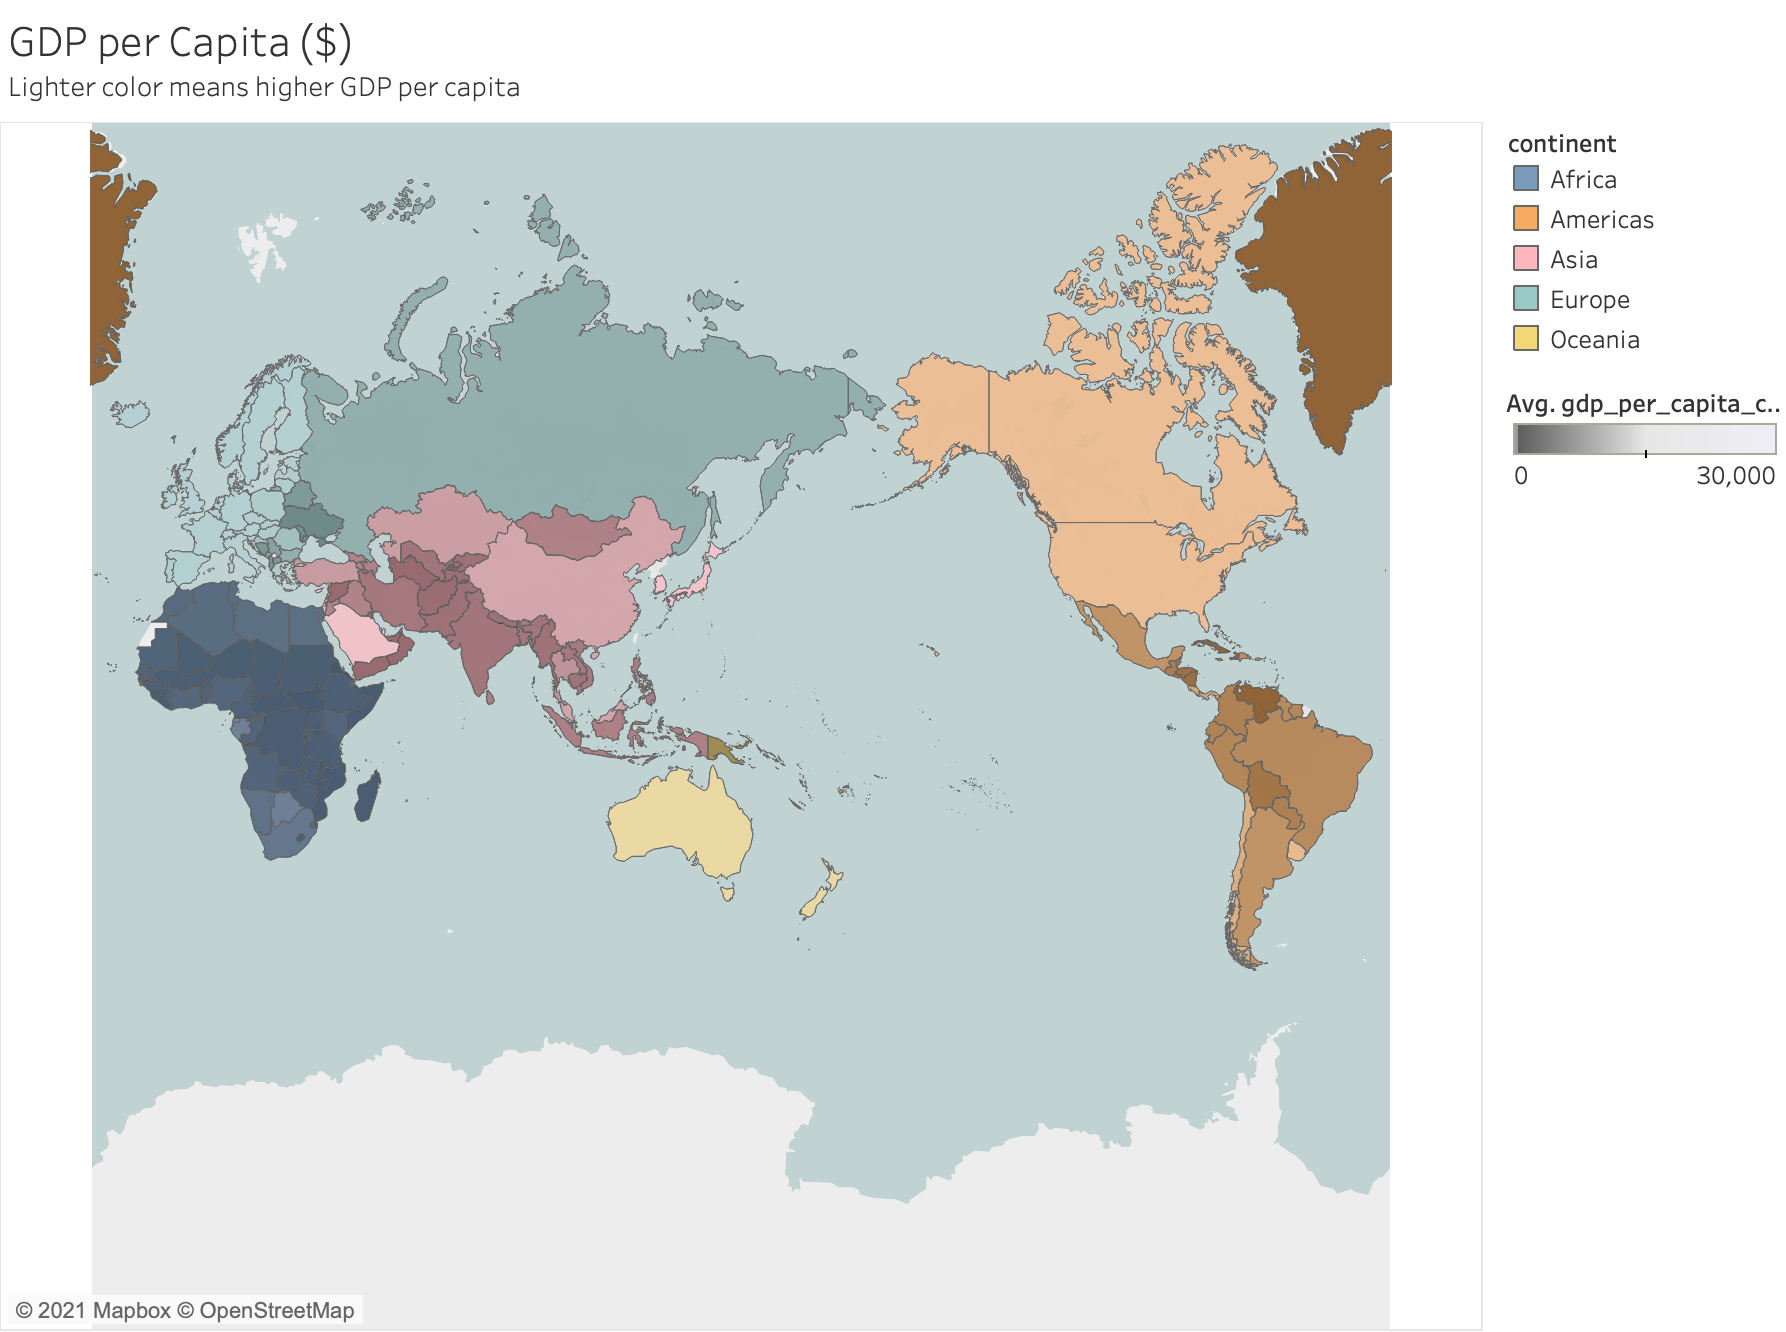 GDP per Capita ($)
Lighter color means higher GDP per capita
continent
Africa
Americas
Asia
Europe
Oceania
Avg. gdp_per_capita_c..
0 30,000
© 2021 Mapbox © OpenStreetMap